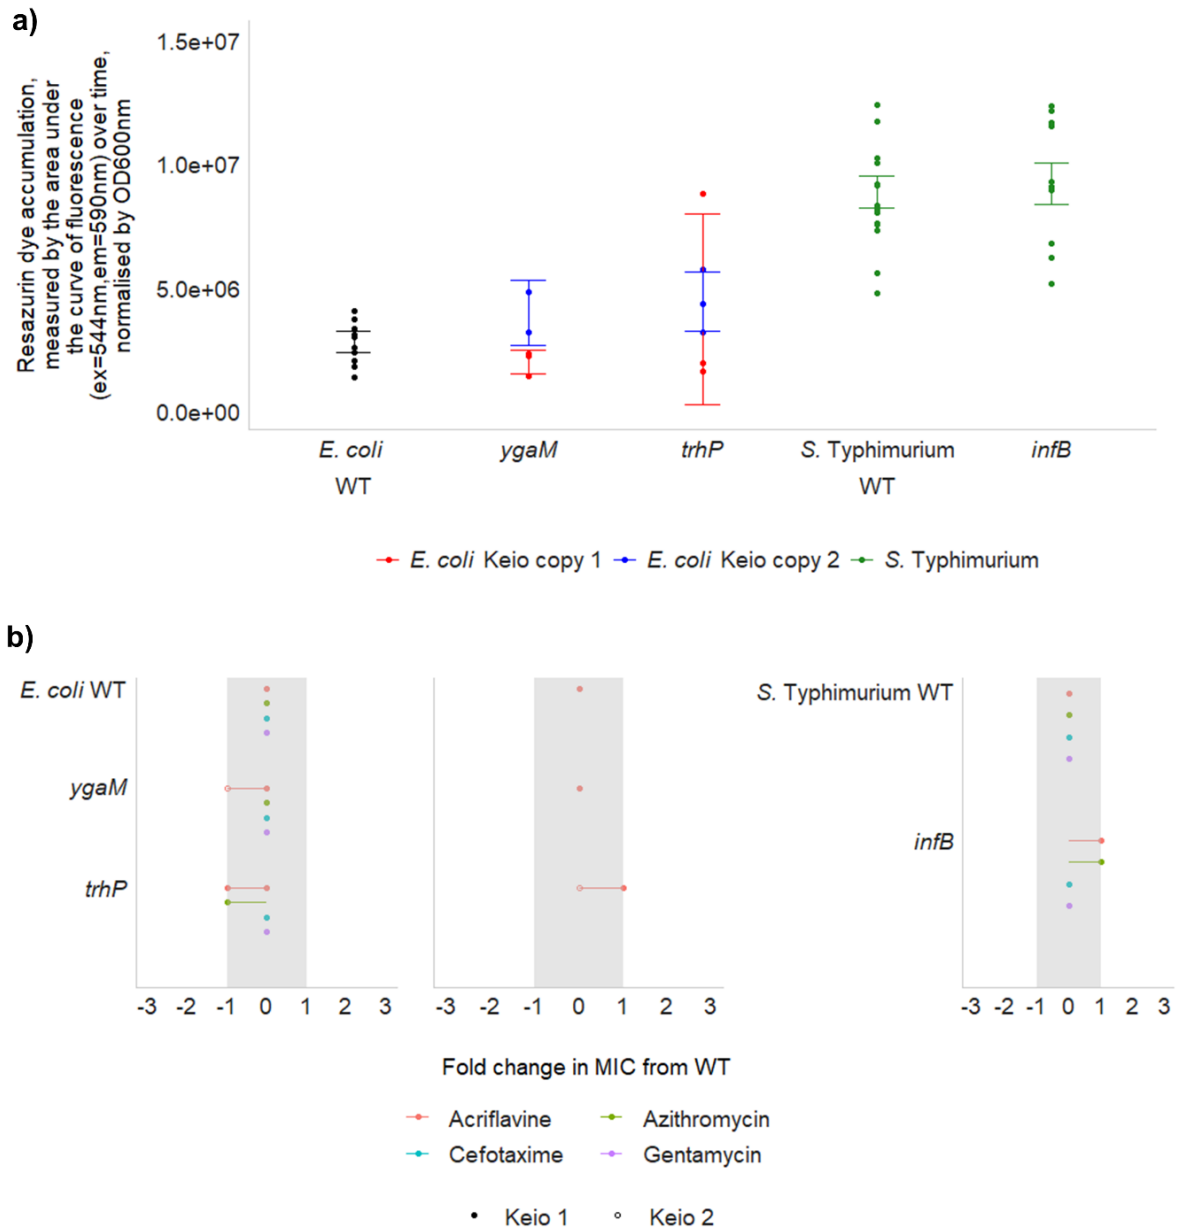 a)
Resazurin dye accumulation,
measured by the area under
the curve of fluorescence
(ex=544nm,em=590nm) over time,
normalised by OD600nm
1.5e+07
1.0e+07
5.0e+06
0.0e+00
E. coli
WT
ygaM
trhP
S. Typhimurium
WT
infB
E. coli Keio copy 1
E. coli Keio copy 2
S. Typhimurium
b)
E. coli WT
ygaM
trhP
-3 -2 -1 0 1 2 3
-3 -2 -1 0 1 2 3
S. Typhimurium WT
infB
-3 -2 -1 0 1 2 3
Fold change in MIC from WT
Acriflavine
Azithromycin
Cefotaxime
Gentamycin
Keio 1
Keio 2